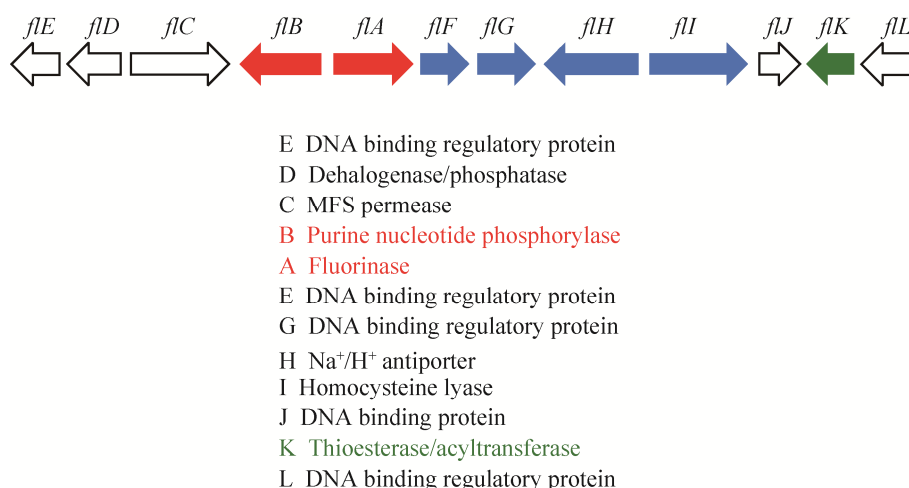 flE flD flC flB flA flF flG flH flI flJ flK flL
E DNA binding regulatory protein
D Dehalogenase/phosphatase
C MFS permease
B Purine nucleotide phosphorylase
A Fluorinase
E DNA binding regulatory protein
G DNA binding regulatory protein
H Na⁺/H⁺ antiporter
I Homocysteine lyase
J DNA binding protein
K Thioesterase/acyltransferase
L DNA binding regulatory protein